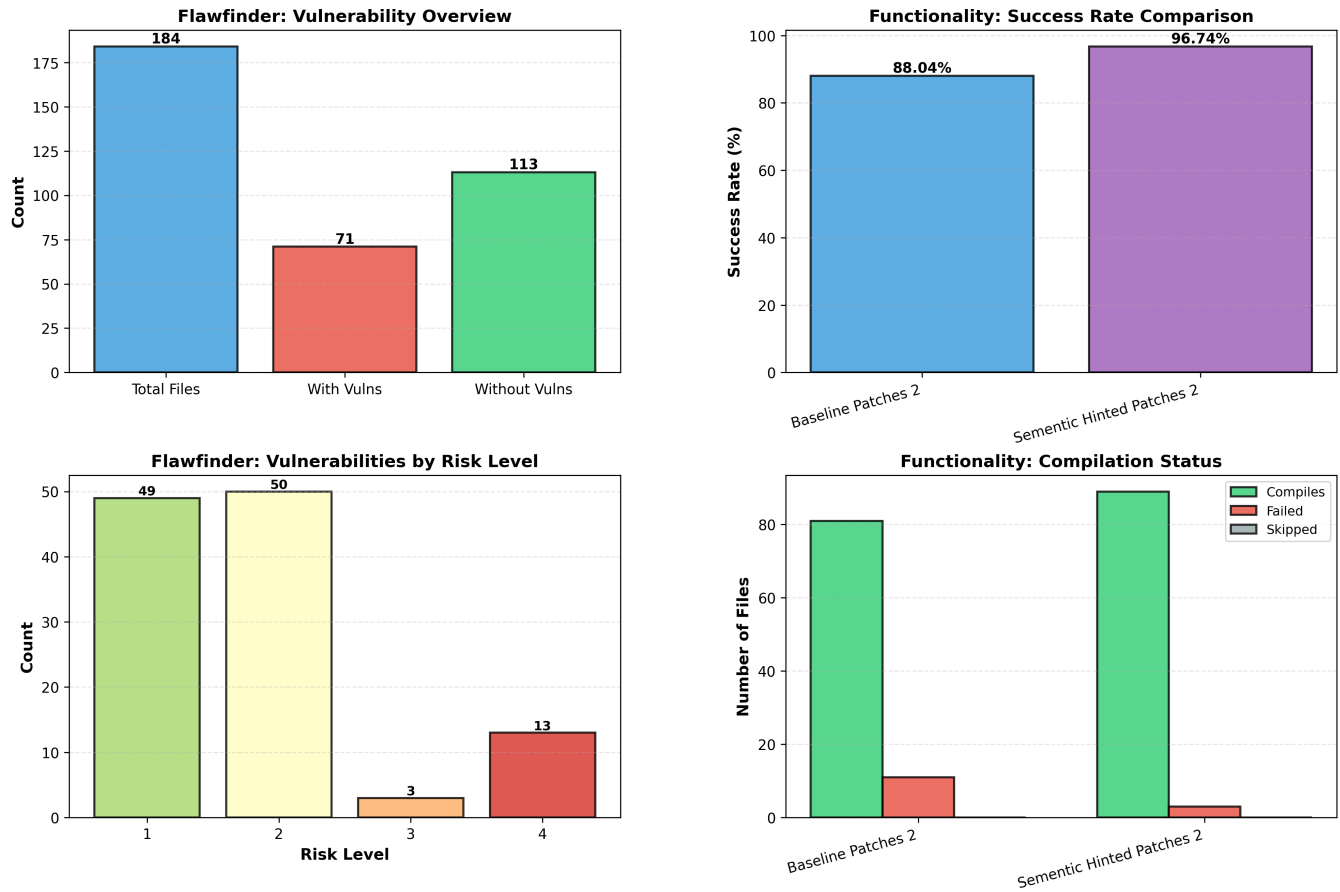 Flawfinder: Vulnerability Overview
184
71
113
175
150
125
100
75
50
25
0
Count
Total Files
With Vulns
Without Vulns
Functionality: Success Rate Comparison
88.04%
96.74%
100
80
60
40
20
0
Success Rate (%)
Baseline Patches 2
Sementic Hinted Patches 2
Flawfinder: Vulnerabilities by Risk Level
49
50
3
13
50
40
30
20
10
0
Count
1
2
3
4
Risk Level
Functionality: Compilation Status
Compiles
Failed
Skipped
80
60
40
20
0
Number of Files
Baseline Patches 2
Sementic Hinted Patches 2